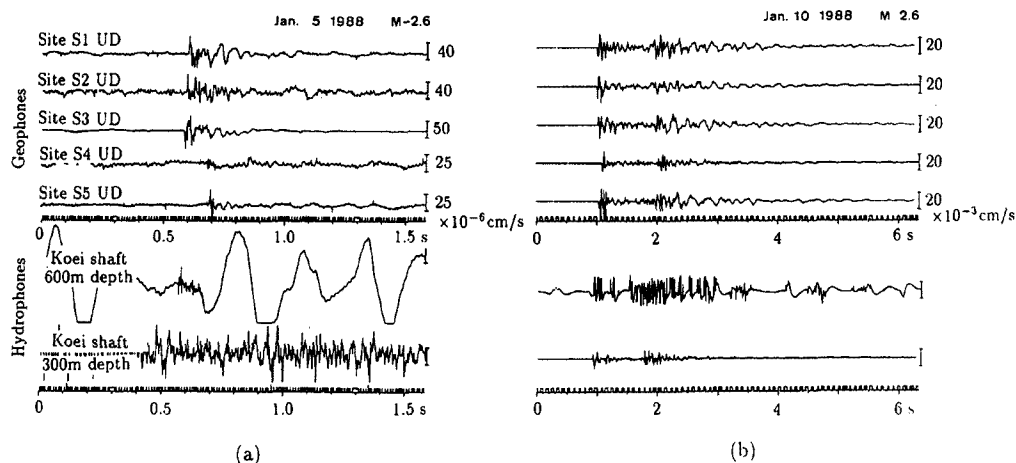 Jan. 5 1988 M-2.6
Site S1 UD
40
Site S2 UD
40
Site S3 UD
50
Site S4 UD
25
Site S5 UD
25
Geophones
×10⁻⁶cm/s
0 0.5 1.0 1.5 s
Koei shaft
600m depth
Hydrophones
Koei shaft
300m depth
0 0.5 1.0 1.5 s
(a)
Jan. 10 1988 M 2.6
20
20
20
20
20
×10⁻³cm/s
0 2 4 6 s
0 2 4 6 s
(b)